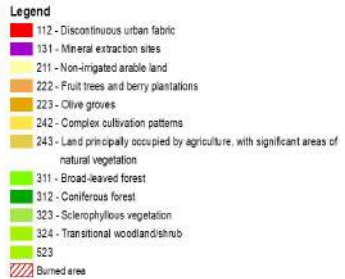 Legend
112 - Discontinuous urban fabric
131 - Mineral extraction sites
211 - Non-irrigated arable land
222 - Fruit trees and berry plantations
223 - Olive groves
242 - Complex cultivation patterns
243 - Land principally occupied by agriculture, with significant areas of
natural vegetation
311 - Broad-leaved forest
312 - Coniferous forest
323 - Sclerophyllous vegetation
324 - Transitional woodland/shrub
523
Burned area